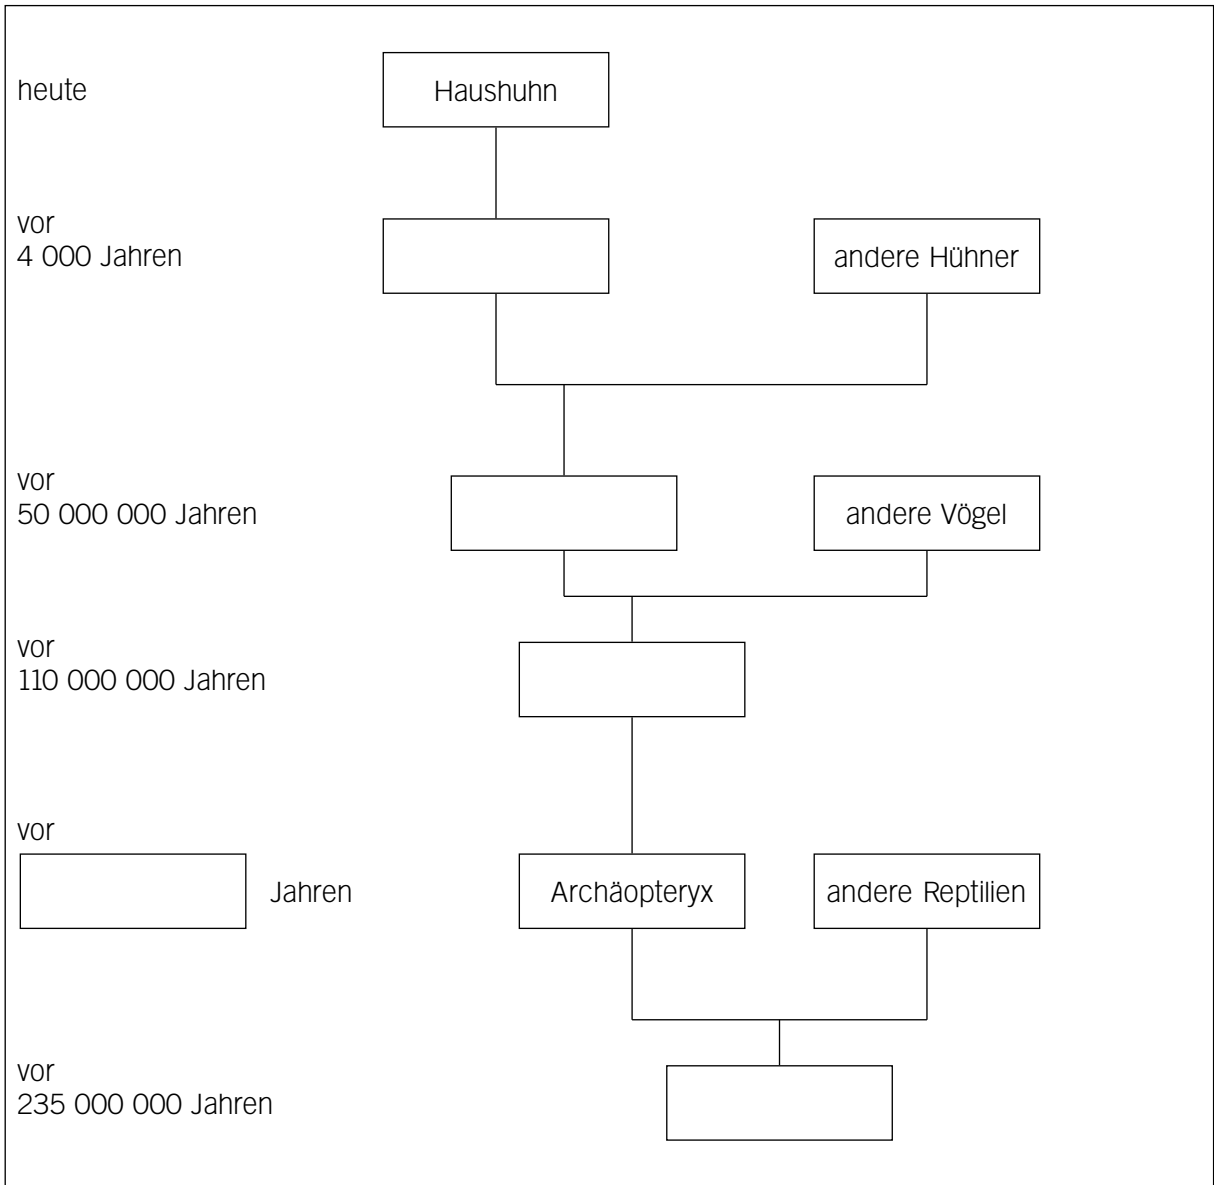 heute
Haushuhn
vor
4 000 Jahren
andere Hühner
vor
50 000 000 Jahren
andere Vögel
vor
110 000 000 Jahren
vor
Jahren
Archäopteryx
andere Reptilien
vor
235 000 000 Jahren